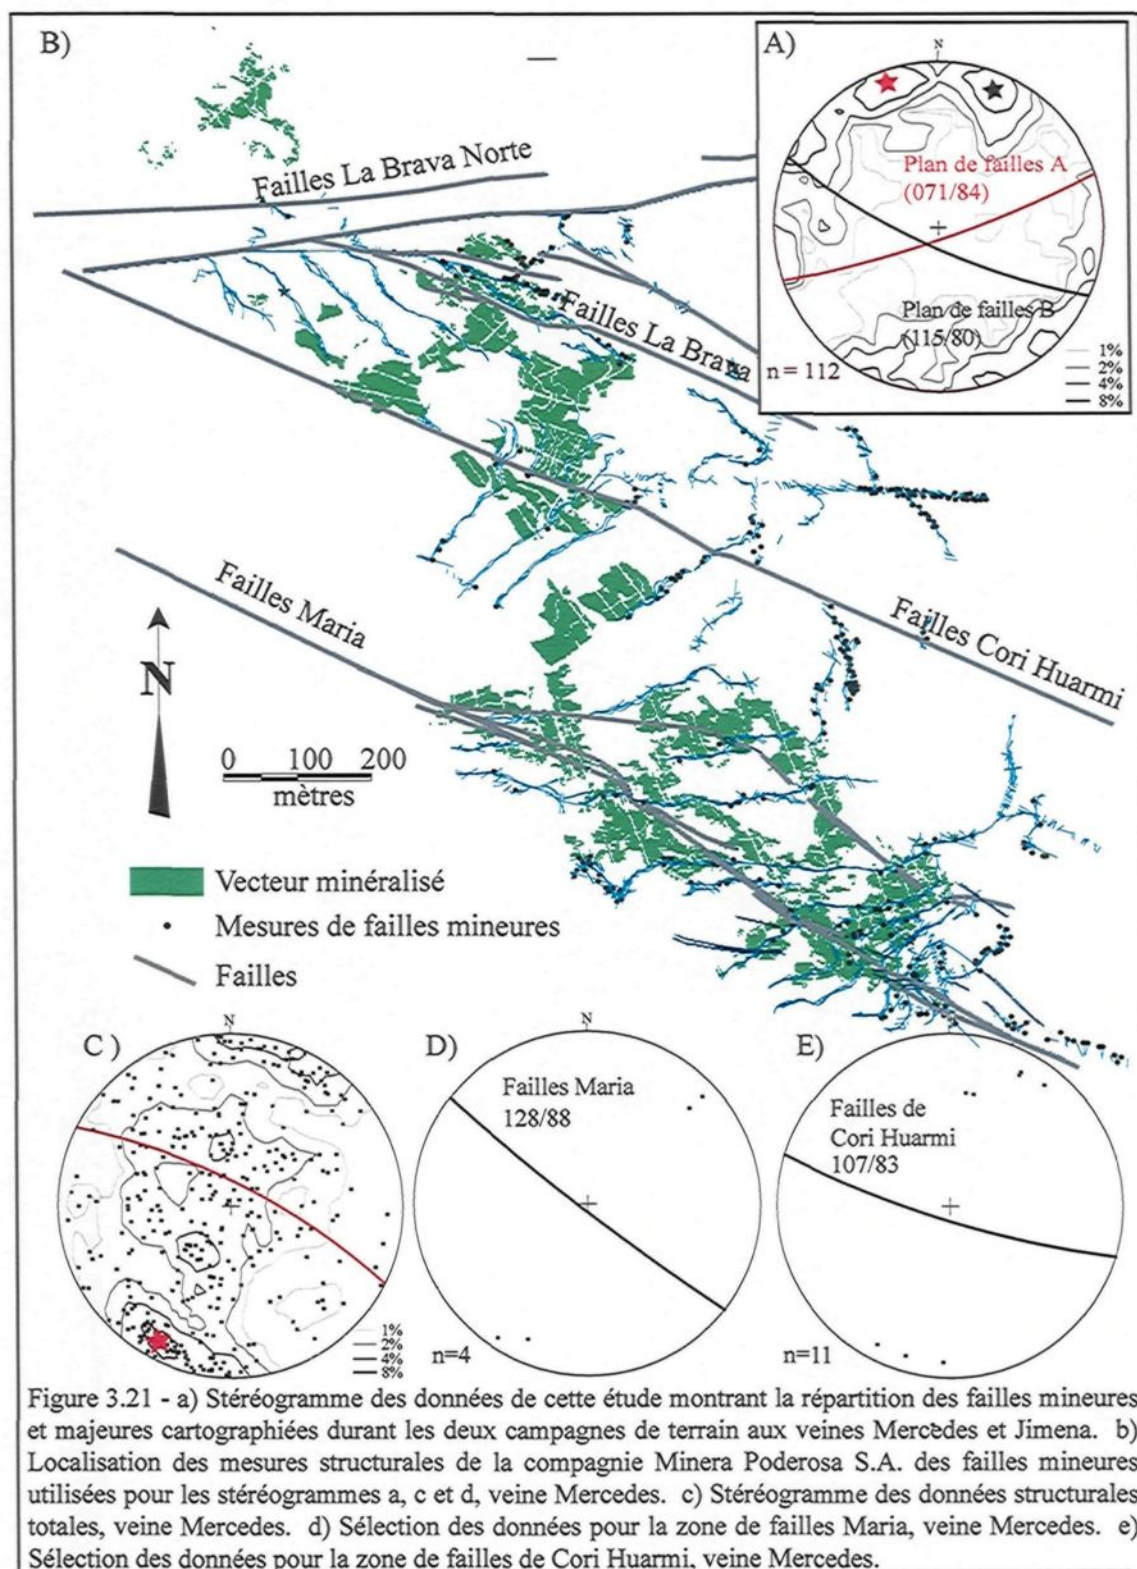 B)
A)
N
Plan de failles A
(071/84)
Plan de failles B
(115/80)
n = 112
1%
2%
4%
8%
Failles La Brava Norte
Failles La Brava
Failles Maria
Failles Cori Huarmi
N
0 100 200
mètres
Vecteur minéralisé
Mesures de failles mineures
Failles
C)
N
1%
2%
4%
8%
D)
N
Failles Maria
128/88
n=4
E)
N
Failles de
Cori Huarmi
107/83
n=11
Figure 3.21 - a) Stéréogramme des données de cette étude montrant la répartition des failles mineures
et majeures cartographiées durant les deux campagnes de terrain aux veines Mercedes et Jimena. b)
Localisation des mesures structurales de la compagnie Minera Poderosa S.A. des failles mineures
utilisées pour les stéréogrammes a, c et d, veine Mercedes. c) Stéréogramme des données structurales
totales, veine Mercedes. d) Sélection des données pour la zone de failles Maria, veine Mercedes. e)
Sélection des données pour la zone de failles de Cori Huarmi, veine Mercedes.